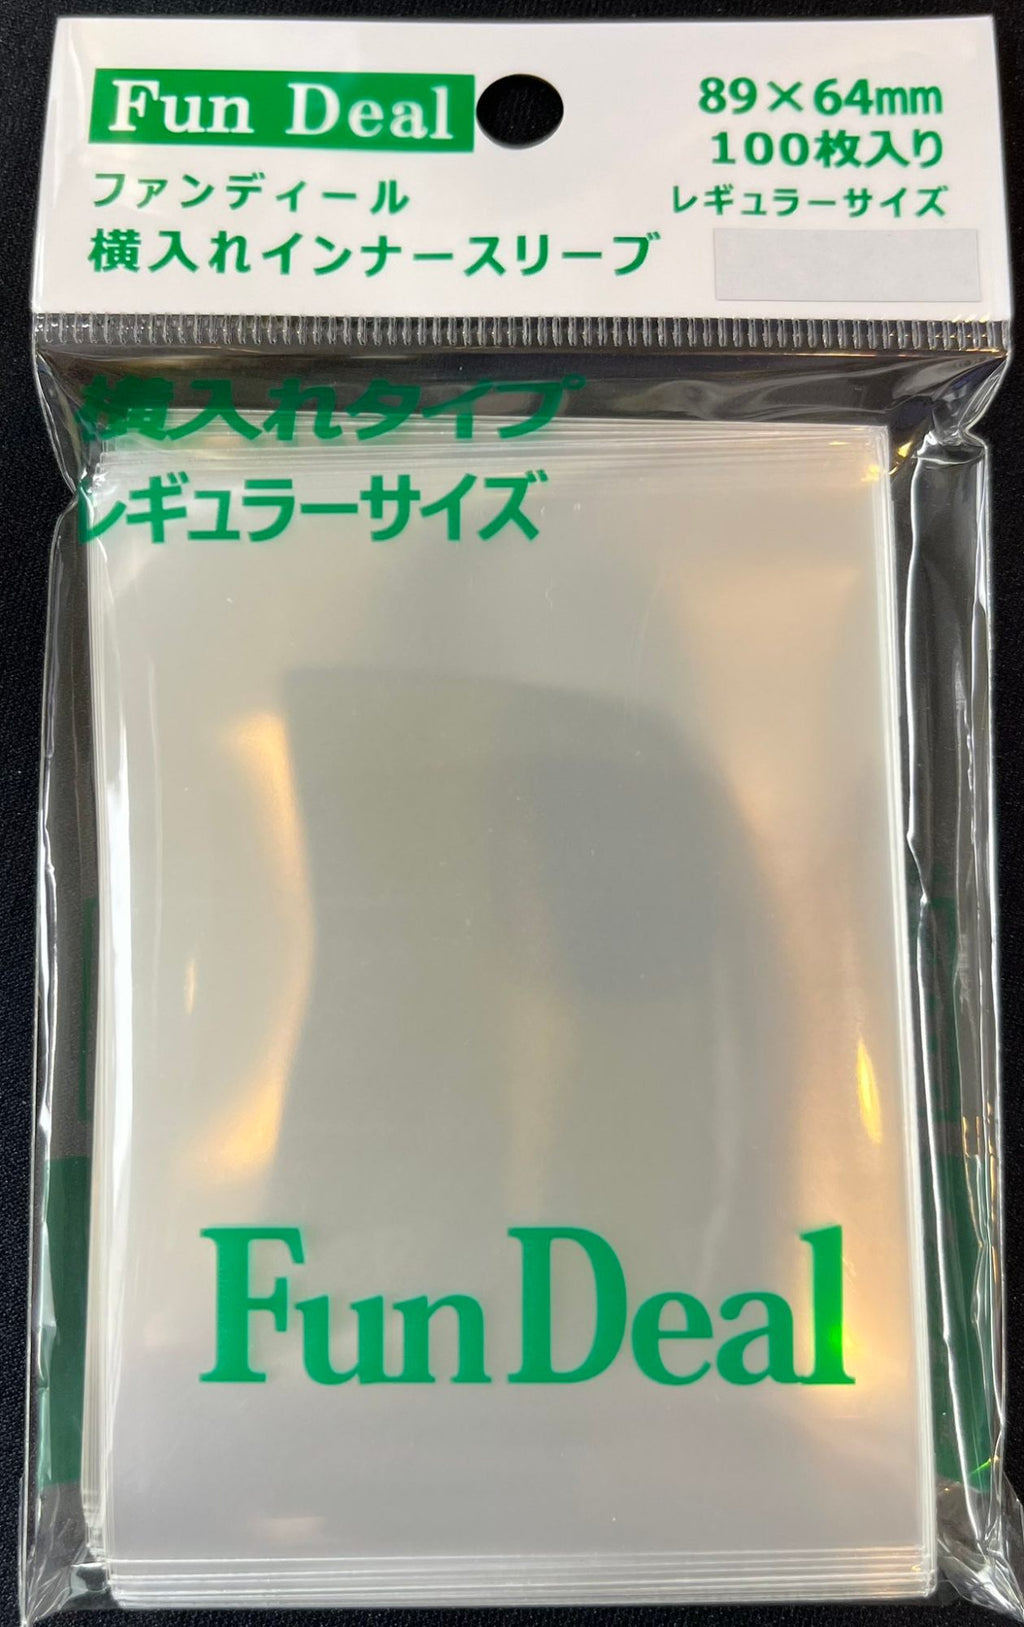 Fun Deal
ファンディール
横入れインナースリーブ
89×64mm
100枚入り
レギュラーサイズ
横入れタイプ
レギュラーサイズ
Fun Deal